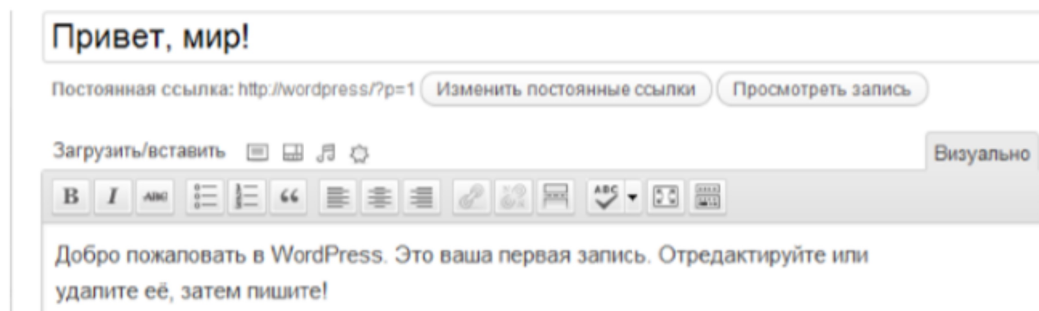 Привет, мир!
Постоянная ссылка: http://wordpress/?p=1 Изменить постоянные ссылки Просмотреть запись
Загрузить/вставить Визуально
B I ABC “ ABC
Добро пожаловать в WordPress. Это ваша первая запись. Отредактируйте или
удалите её, затем пишите!